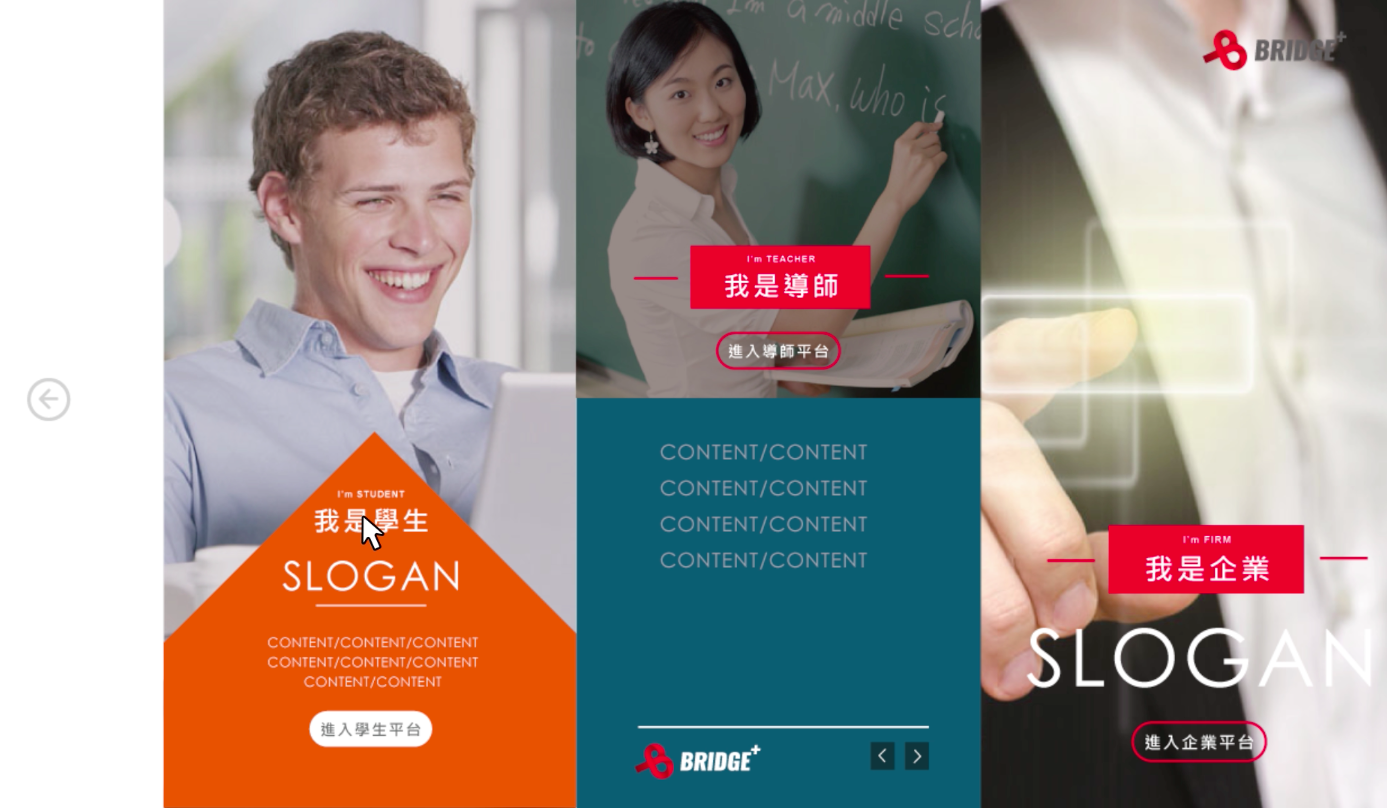 I'm STUDENT
我是學生
SLOGAN
CONTENT/CONTENT/CONTENT
CONTENT/CONTENT/CONTENT
CONTENT/CONTENT
進入學生平台
I'm a middle
to
Max, who is
I'm TEACHER
我是導師
進入導師平台
CONTENT/CONTENT
CONTENT/CONTENT
CONTENT/CONTENT
CONTENT/CONTENT
BRIDGE+
BRIDGE+
I'm FIRM
我是企業
SLOGAN
進入企業平台